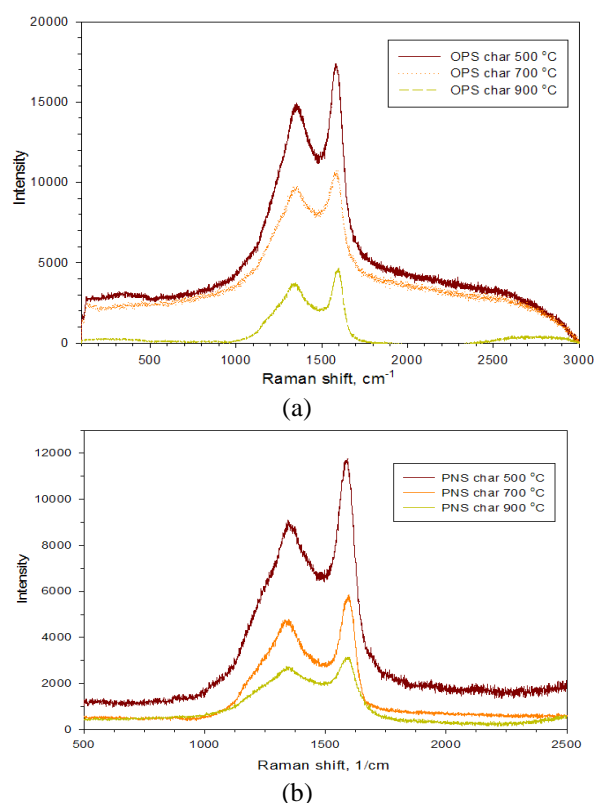 20000
OPS char 500 °C
OPS char 700 °C
OPS char 900 °C
15000
Intensity
10000
5000
0
500 1000 1500 2000 2500 3000
Raman shift, cm-1
(a)
12000
PNS char 500 °C
PNS char 700 °C
PNS char 900 °C
10000
8000
Intensity
6000
4000
2000
0
500 1000 1500 2000 2500
Raman shift, 1/cm
(b)